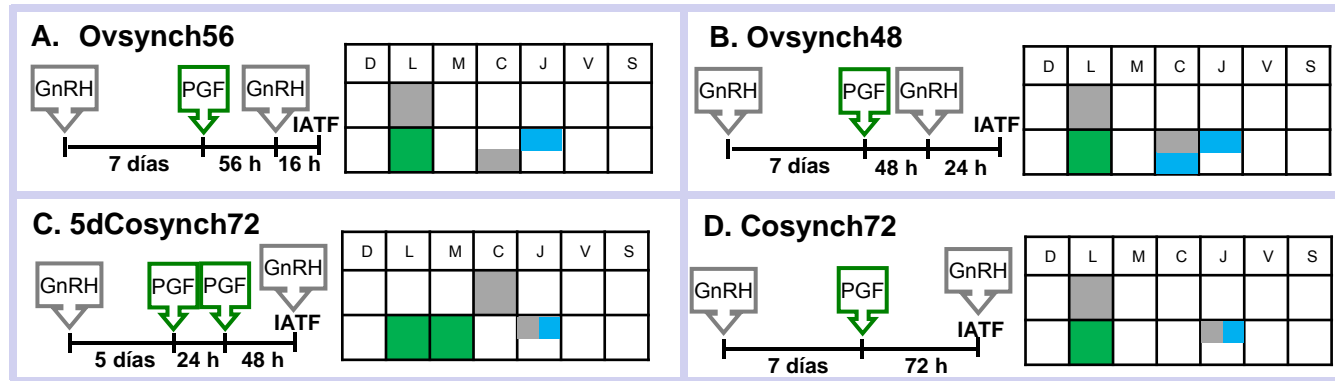 A. Ovsynch56
GnRH
PGF
GnRH
IATF
7 días
56 h
16 h
D L M C J V S
B. Ovsynch48
GnRH
PGF
GnRH
IATF
7 días
48 h
24 h
D L M C J V S
C. 5dCosynch72
GnRH
PGF
PGF
GnRH
IATF
5 días
24 h
48 h
D L M C J V S
D. Cosynch72
GnRH
PGF
GnRH
IATF
7 días
72 h
D L M C J V S